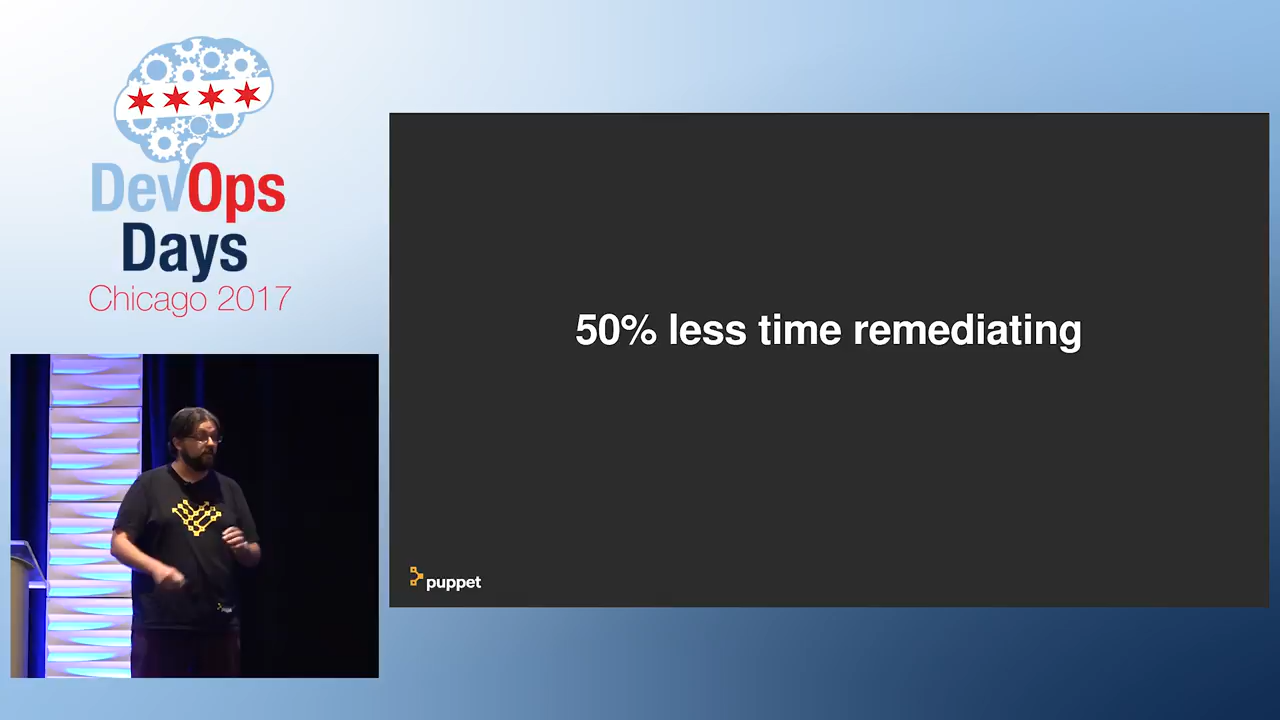 DevOps
Days
Chicago 2017
50% less time remediating
puppet